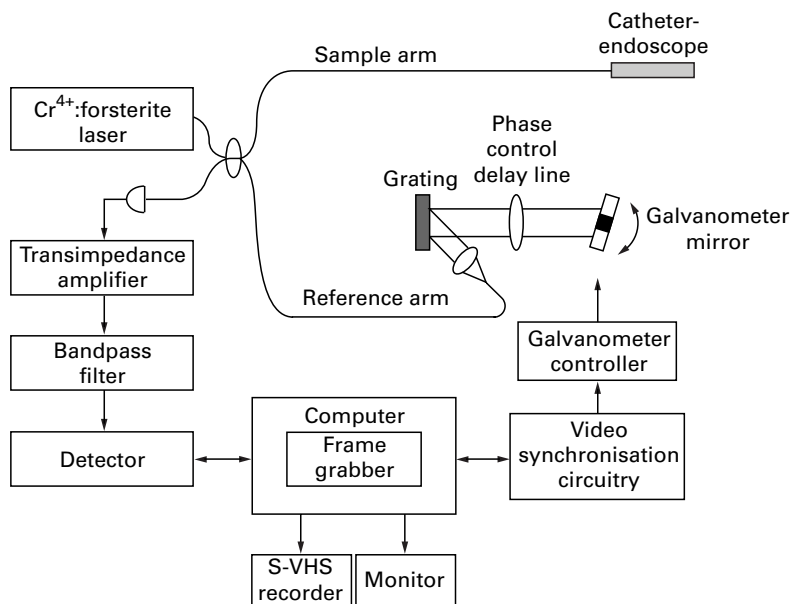 Catheter-
endoscope
Sample arm
Cr4+:forsterite
laser
Phase
control
delay line
Grating
Galvanometer
mirror
Transimpedance
amplifier
Reference arm
Bandpass
filter
Galvanometer
controller
Computer
Frame
grabber
Detector
Video
synchronisation
circuitry
S-VHS
recorder
Monitor